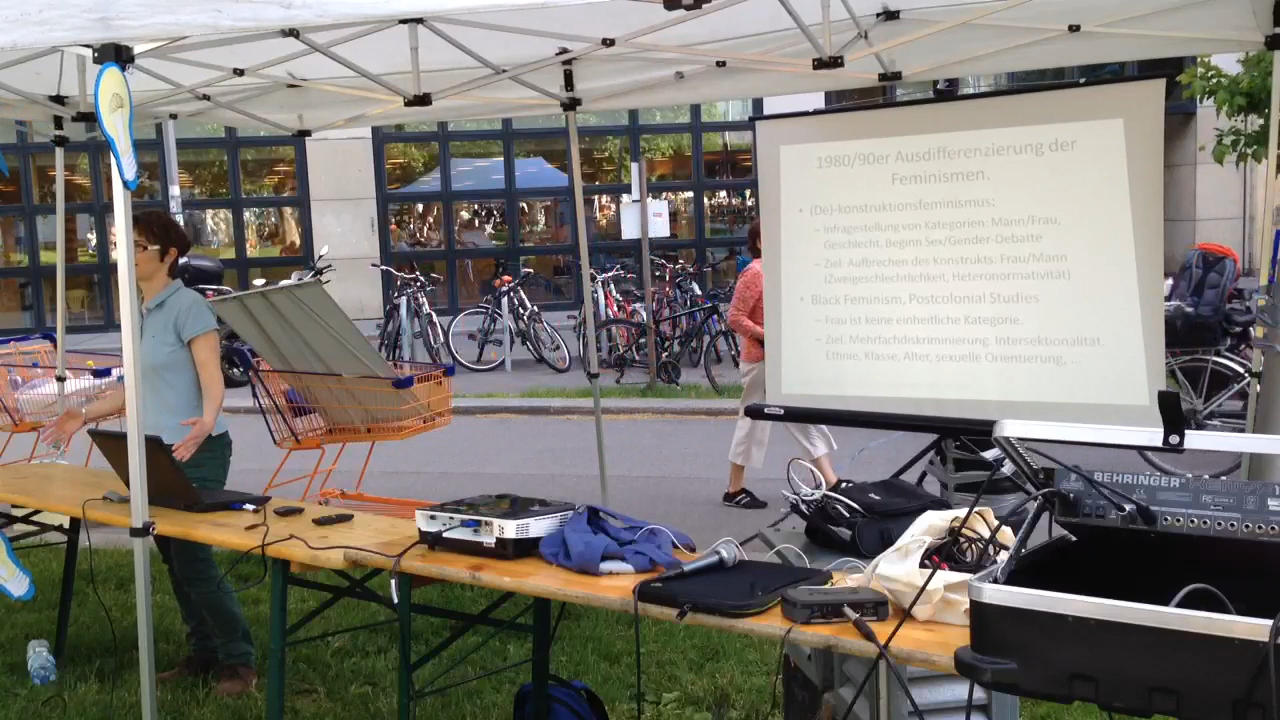 1980/90er Ausdifferenzierung der
Feminismen.
• (De)-konstruktionsfeminismus:
– Infragestellung von Kategorien: Mann/Frau,
Geschlecht. Beginn Sex/Gender-Debatte
– Ziel: Aufbrechen des Konstrukts: Frau/Mann
(Zweigeschlechtlichkeit, Heteronormativität)
• Black Feminism, Postcolonial Studies
– Frau ist keine einheitliche Kategorie.
– Ziel: Mehrfachdiskriminierung: Intersektionalität.
Ethnie, Klasse, Alter, sexuelle Orientierung, ...
BEHRINGER